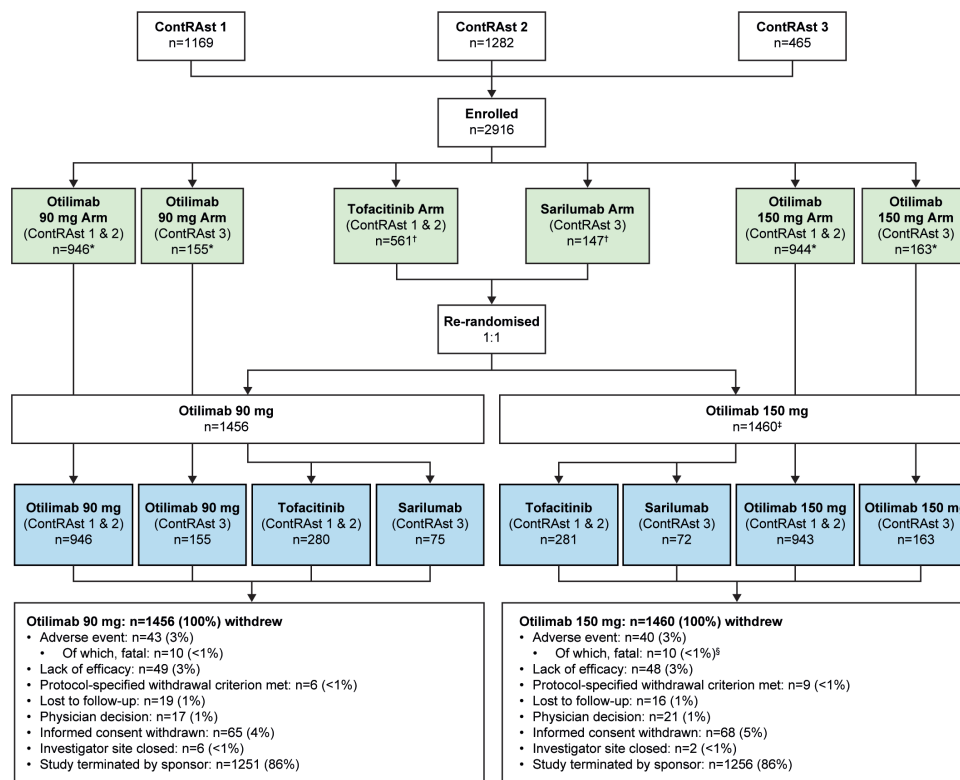 ContRAst 1
n=1169
ContRAst 2
n=1282
ContRAst 3
n=465
Enrolled
n=2916
Otilimab
90 mg Arm
(ContRAst 1 & 2)
n=946*
Otilimab
90 mg Arm
(ContRAst 3)
n=155*
Tofacitinib Arm
(ContRAst 1 & 2)
n=561†
Sarilumab Arm
(ContRAst 3)
n=147†
Otilimab
150 mg Arm
(ContRAst 1 & 2)
n=944*
Otilimab
150 mg Arm
(ContRAst 3)
n=163*
Re-randomised
1:1
Otilimab 90 mg
n=1456
Otilimab 150 mg
n=1460‡
Otilimab 90 mg
(ContRAst 1 & 2)
n=946
Otilimab 90 mg
(ContRAst 3)
n=155
Tofacitinib
(ContRAst 1 & 2)
n=280
Sarilumab
(ContRAst 3)
n=75
Tofacitinib
(ContRAst 1 & 2)
n=281
Sarilumab
(ContRAst 3)
n=72
Otilimab 150 mg
(ContRAst 1 & 2)
n=943
Otilimab 150 mg
(ContRAst 3)
n=163
Otilimab 90 mg: n=1456 (100%) withdrew
• Adverse event: n=43 (3%)
• Of which, fatal: n=10 (<1%)
• Lack of efficacy: n=49 (3%)
• Protocol-specified withdrawal criterion met: n=6 (<1%)
• Lost to follow-up: n=19 (1%)
• Physician decision: n=17 (1%)
• Informed consent withdrawn: n=65 (4%)
• Investigator site closed: n=6 (<1%)
• Study terminated by sponsor: n=1251 (86%)
Otilimab 150 mg: n=1460 (100%) withdrew
• Adverse event: n=40 (3%)
• Of which, fatal: n=10 (<1%)§
• Lack of efficacy: n=48 (3%)
• Protocol-specified withdrawal criterion met: n=9 (<1%)
• Lost to follow-up: n=16 (1%)
• Physician decision: n=21 (1%)
• Informed consent withdrawn: n=68 (5%)
• Investigator site closed: n=2 (<1%)
• Study terminated by sponsor: n=1256 (86%)